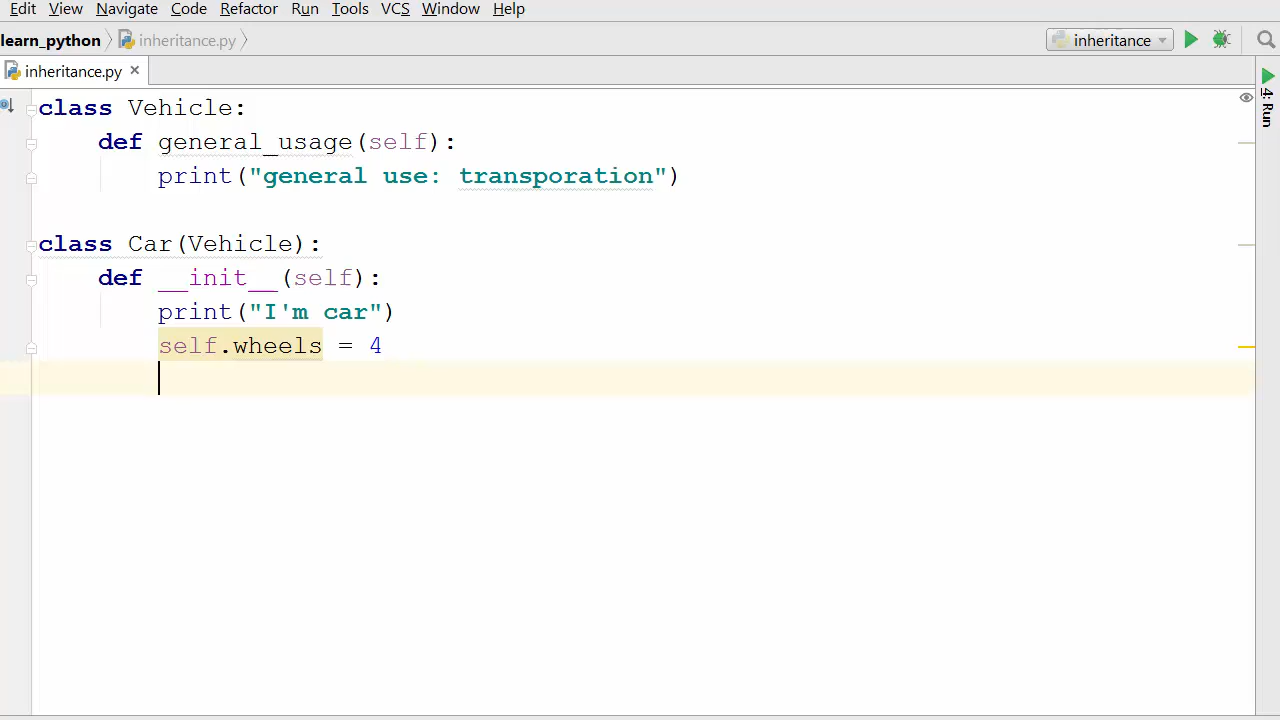 Edit View Navigate Code Refactor Run Tools VCS Window Help
learn_python inheritance.py inheritance
inheritance.py
class Vehicle:
    def general_usage(self):
        print("general use: transporation")
class Car(Vehicle):
    def __init__(self):
        print("I'm car")
        self.wheels = 4
4: Run